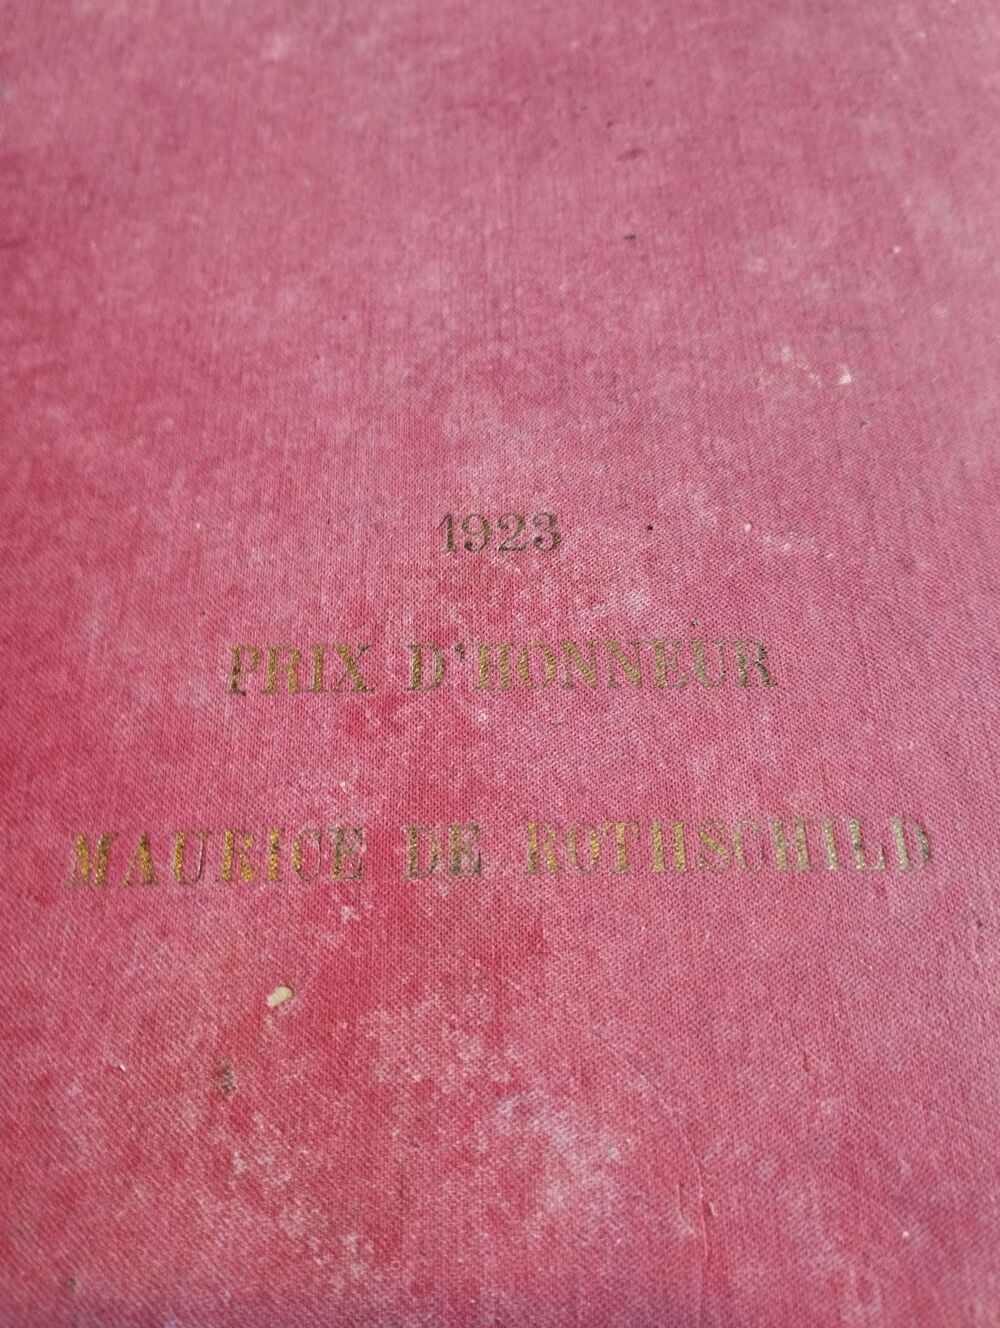 1923
PRIX D'HONNEUR
MAURICE DE ROTHSCHILD